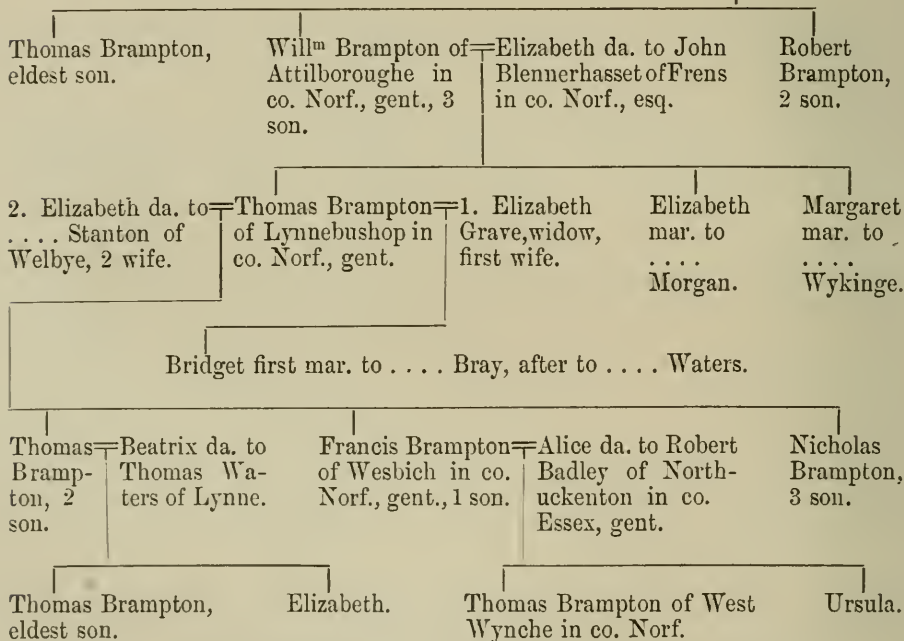 Thomas Brampton,
eldest son.
Willᵐ Brampton of
Attilboroughe in
co. Norf., gent., 3
son.
Elizabeth da. to John
Blennerhasset of Frens
in co. Norf., esq.
Robert
Brampton,
2 son.
2. Elizabeth da. to
. . . . Stanton of
Welbye, 2 wife.
Thomas Brampton
of Lynnebushop in
co. Norf., gent.
1. Elizabeth
Grave, widow,
first wife.
Elizabeth
mar. to
. . . .
Morgan.
Margaret
mar. to
. . . .
Wykinge.
Bridget first mar. to . . . . Bray, after to . . . . Waters.
Thomas
Bramp-
ton, 2
son.
Beatrix da. to
Thomas Wa-
ters of Lynne.
Francis Brampton
of Wesbich in co.
Norf., gent., 1 son.
Alice da. to Robert
Badley of North-
uckenton in co.
Essex, gent.
Nicholas
Brampton,
3 son.
Thomas Brampton,
eldest son.
Elizabeth.
Thomas Brampton of West
Wynche in co. Norf.
Ursula.